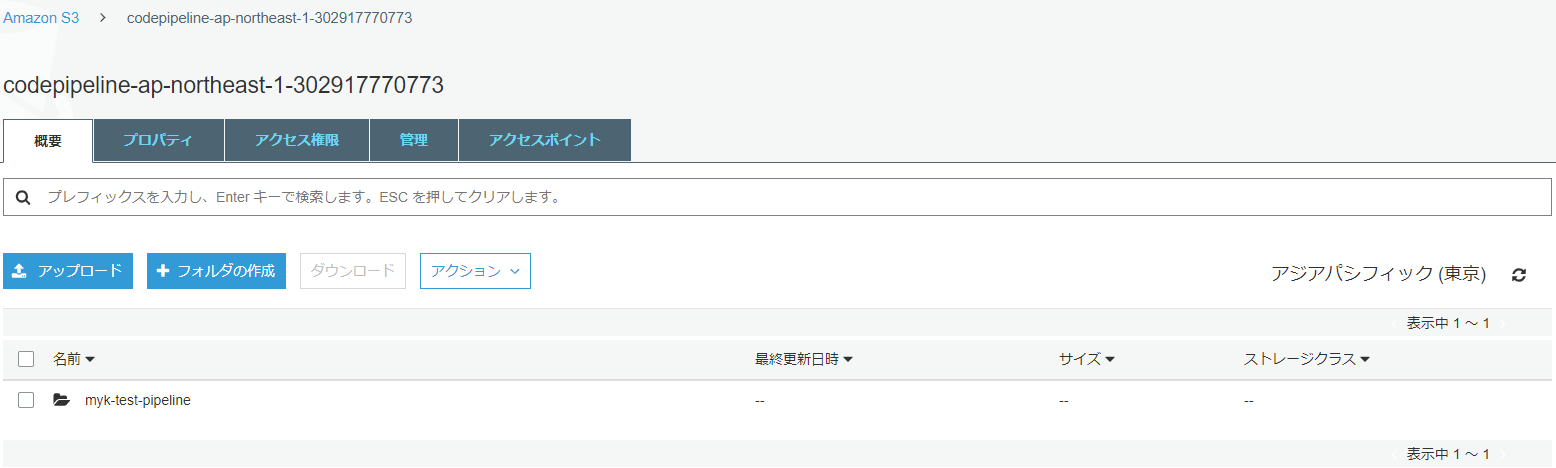 Amazon S3 > codepipeline-ap-northeast-1-302917770773
codepipeline-ap-northeast-1-302917770773
概要 プロパティ アクセス権限 管理 アクセスポイント
プレフィックスを入力し、Enter キーで検索します。ESC を押してクリアします。
アップロード フォルダの作成 ダウンロード アクション アジアパシフィック (東京)
表示中 1 ～ 1
名前 最終更新日時 サイズ ストレージクラス
myk-test-pipeline -- -- --
表示中 1 ～ 1